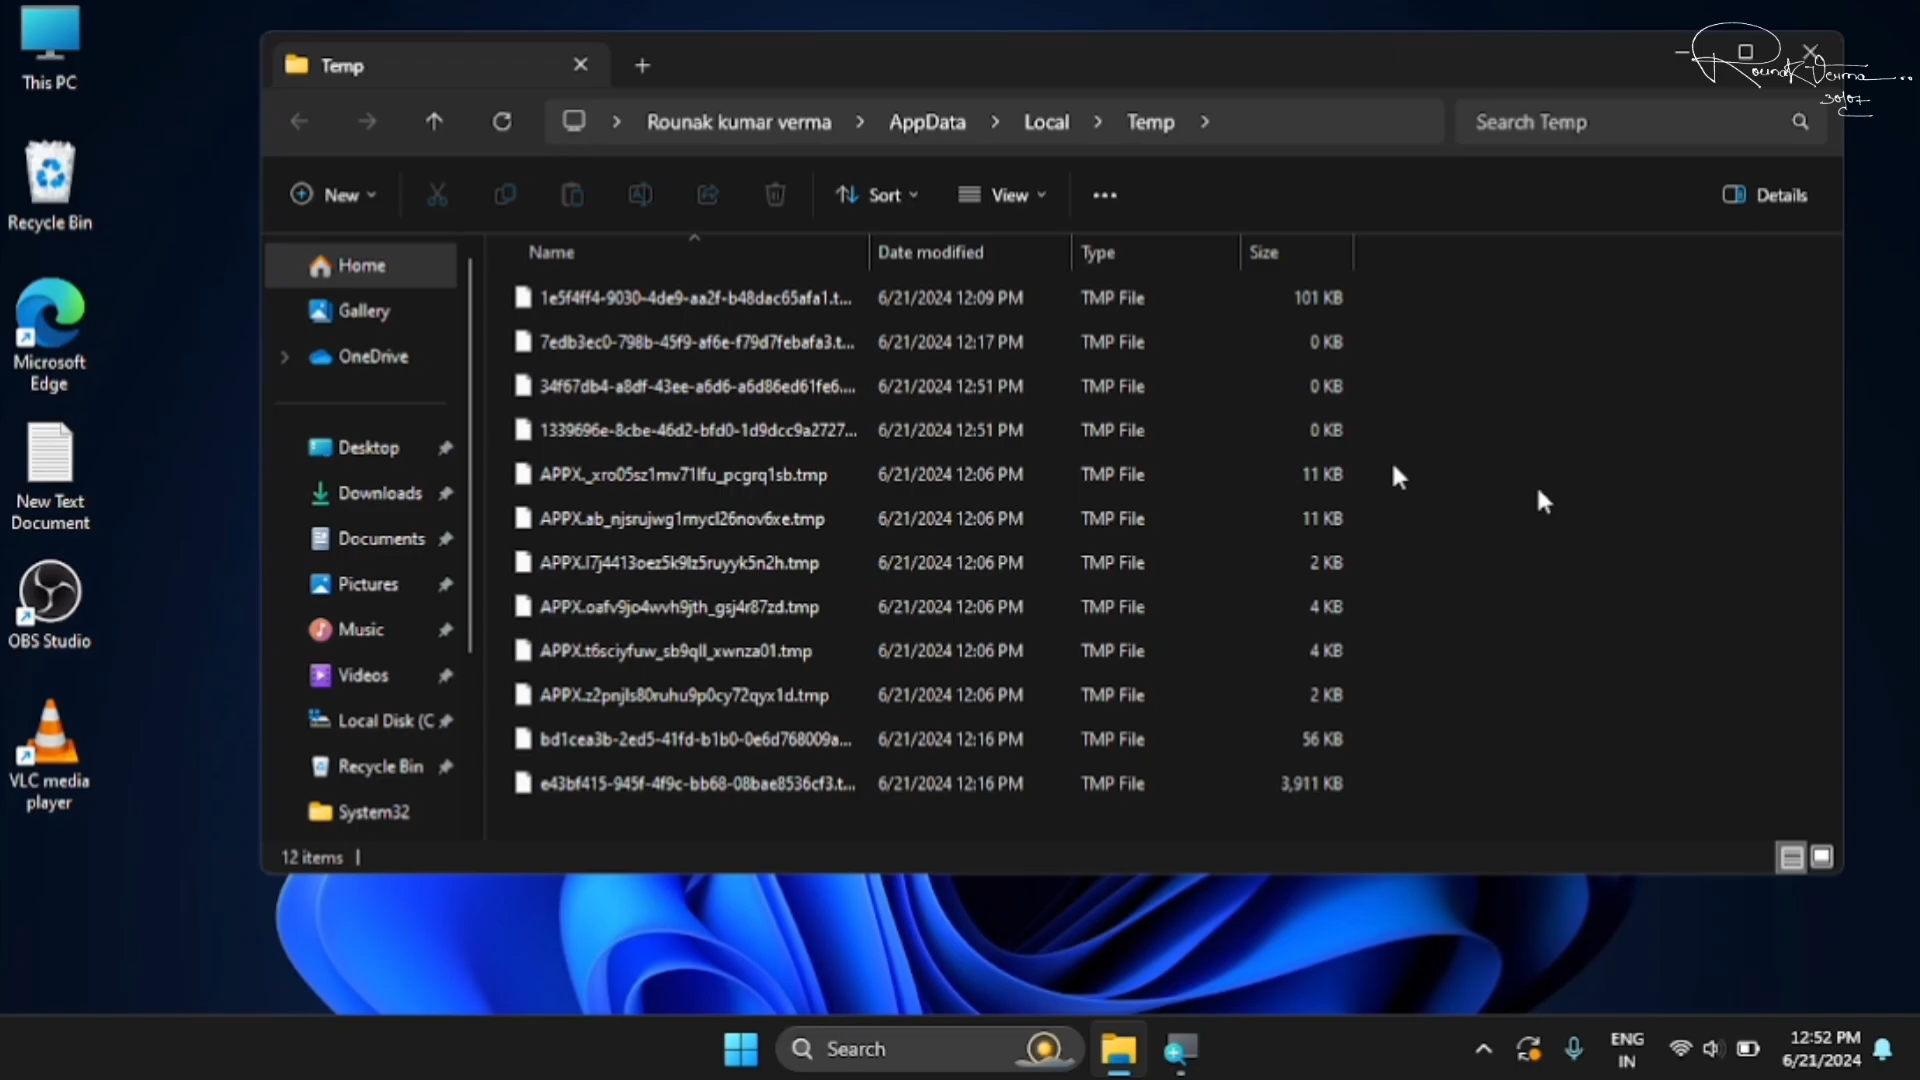 This PC
Recycle Bin
Microsoft
Edge
New Text
Document
OBS Studio
VLC media
player
Temp
Rounak kumar verma > AppData > Local > Temp >
Search Temp
New
Sort
View
Details
Home
Gallery
OneDrive
Desktop
Downloads
Documents
Pictures
Music
Videos
Local Disk (C
Recycle Bin
System32
Name Date modified Type Size
1e5f4ff4-9030-4de9-aa2f-b48dac65afa1.t... 6/21/2024 12:09 PM TMP File 101 KB
7edb3ec0-798b-45f9-af6e-f79d7febafa3.t... 6/21/2024 12:17 PM TMP File 0 KB
34f67db4-a8df-43ee-a6d6-a6d86ed61fe6.... 6/21/2024 12:51 PM TMP File 0 KB
1339696e-8cbe-46d2-bfd0-1d9dcc9a2727... 6/21/2024 12:51 PM TMP File 0 KB
APPX._xro05sz1mv71lfu_pcgrq1sb.tmp 6/21/2024 12:06 PM TMP File 11 KB
APPX.ab_njsrujwg1mycl26nov6xe.tmp 6/21/2024 12:06 PM TMP File 11 KB
APPX.l7j4413oez5k9lz5ruyyk5n2h.tmp 6/21/2024 12:06 PM TMP File 2 KB
APPX.oafv9jo4wvh9jth_gsj4r87zd.tmp 6/21/2024 12:06 PM TMP File 4 KB
APPX.t6sciyfuw_sb9qll_xwnza01.tmp 6/21/2024 12:06 PM TMP File 4 KB
APPX.z2pnjls80ruhu9p0cy72qyx1d.tmp 6/21/2024 12:06 PM TMP File 2 KB
bd1cea3b-2ed5-41fd-b1b0-0e6d768009a... 6/21/2024 12:16 PM TMP File 56 KB
e43bf415-945f-4f9c-bb68-08bae8536cf3.t... 6/21/2024 12:16 PM TMP File 3,911 KB
12 items
Search
ENG
IN
12:52 PM
6/21/2024